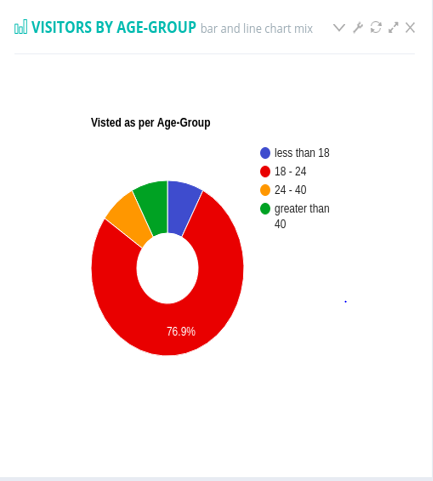 VISITORS BY AGE-GROUP bar and line chart mix
Visted as per Age-Group
less than 18
18 - 24
24 - 40
greater than
40
76.9%